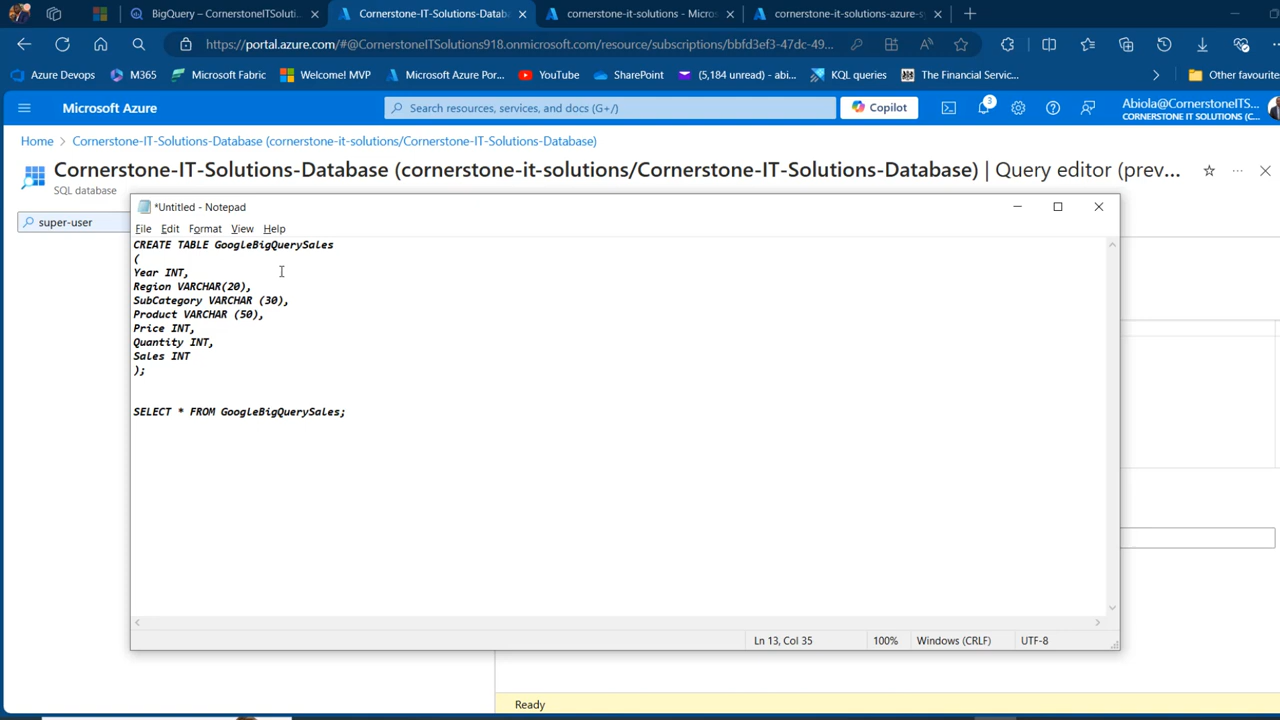 BigQuery – CornerstoneITSoluti...
Cornerstone-IT-Solutions-Datab
cornerstone-it-solutions - Micros
cornerstone-it-solutions-azure-s
https://portal.azure.com/#@CornerstoneITSolutions918.onmicrosoft.com/resource/subscriptions/bbfd3ef3-47dc-49...
Azure Devops
M365
Microsoft Fabric
Welcome! MVP
Microsoft Azure Por...
YouTube
SharePoint
(5,184 unread) - abi...
KQL queries
The Financial Servic...
Other favourite
Microsoft Azure
Search resources, services, and docs (G+/)
Copilot
3
Abiola@CornerstoneITS...
CORNERSTONE IT SOLUTIONS (C...
Home > Cornerstone-IT-Solutions-Database (cornerstone-it-solutions/Cornerstone-IT-Solutions-Database)
Cornerstone-IT-Solutions-Database (cornerstone-it-solutions/Cornerstone-IT-Solutions-Database) | Query editor (prev...
SQL database
super-user
*Untitled - Notepad
File Edit Format View Help
CREATE TABLE GoogleBigQuerySales
(
Year INT,
Region VARCHAR(20),
SubCategory VARCHAR (30),
Product VARCHAR (50),
Price INT,
Quantity INT,
Sales INT
);
SELECT * FROM GoogleBigQuerySales;
Ln 13, Col 35
100%
Windows (CRLF)
UTF-8
Ready